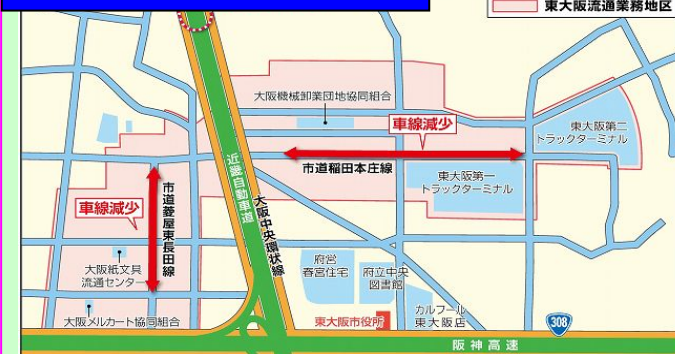 東大阪流通業務地区
大阪機械卸業団地協同組合
車線減少
東大阪第二
トラックターミナル
市道稲田本庄線
東大阪第一
トラックターミナル
近畿自動車道
大阪中央環状線
市道菱屋東長田線
車線減少
大阪紙文具
流通センター
大阪メルカート協同組合
府営
春宮住宅
府立中央
図書館
カルフール
東大阪店
東大阪市役所
308
阪神高速